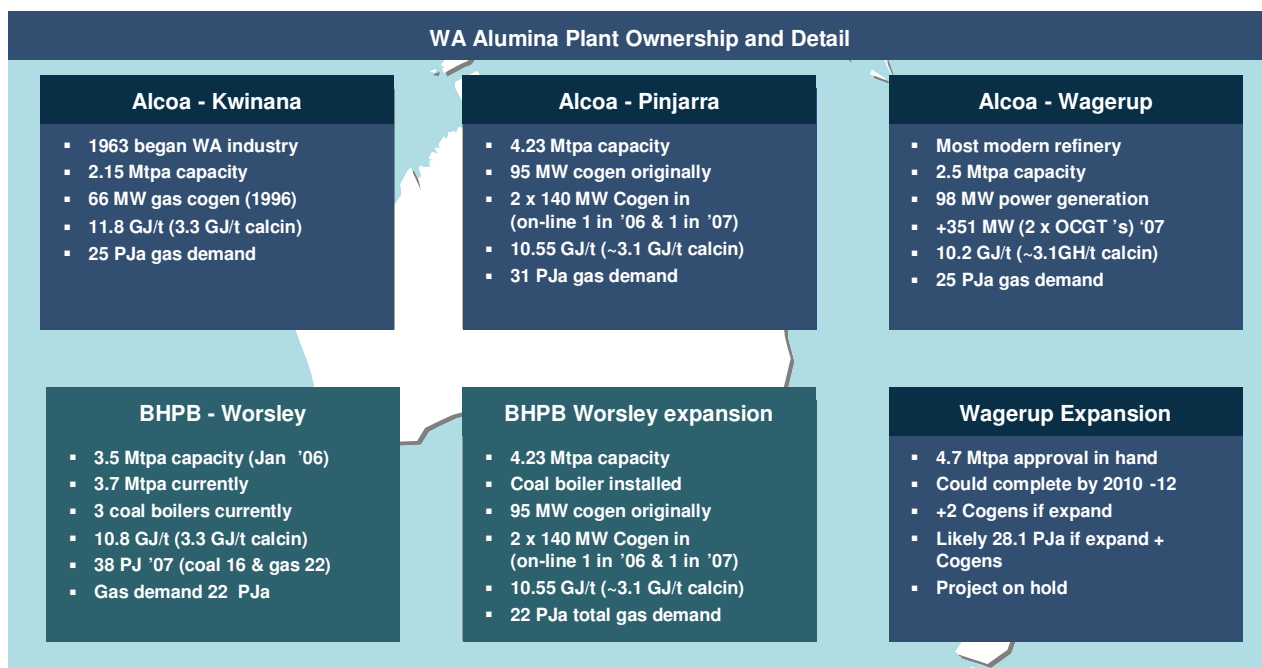 WA Alumina Plant Ownership and Detail
Alcoa - Kwinana
▪ 1963 began WA industry
▪ 2.15 Mtpa capacity
▪ 66 MW gas cogen (1996)
▪ 11.8 GJ/t (3.3 GJ/t calcin)
▪ 25 PJa gas demand
Alcoa - Pinjarra
▪ 4.23 Mtpa capacity
▪ 95 MW cogen originally
▪ 2 x 140 MW Cogen in
(on-line 1 in ’06 & 1 in ’07)
▪ 10.55 GJ/t (~3.1 GJ/t calcin)
▪ 31 PJa gas demand
Alcoa - Wagerup
▪ Most modern refinery
▪ 2.5 Mtpa capacity
▪ 98 MW power generation
▪ +351 MW (2 x OCGT ’s) ‘07
▪ 10.2 GJ/t (~3.1GH/t calcin)
▪ 25 PJa gas demand
BHPB - Worsley
▪ 3.5 Mtpa capacity (Jan ’06)
▪ 3.7 Mtpa currently
▪ 3 coal boilers currently
▪ 10.8 GJ/t (3.3 GJ/t calcin)
▪ 38 PJ ’07 (coal 16 & gas 22)
▪ Gas demand 22 PJa
BHPB Worsley expansion
▪ 4.23 Mtpa capacity
▪ Coal boiler installed
▪ 95 MW cogen originally
▪ 2 x 140 MW Cogen in
(on-line 1 in ’06 & 1 in ’07)
▪ 10.55 GJ/t (~3.1 GJ/t calcin)
▪ 22 PJa total gas demand
Wagerup Expansion
▪ 4.7 Mtpa approval in hand
▪ Could complete by 2010 -12
▪ +2 Cogens if expand
▪ Likely 28.1 PJa if expand +
Cogens
▪ Project on hold